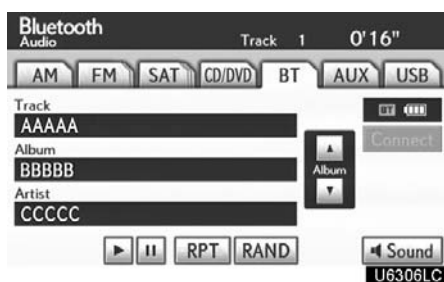 Bluetooth
Audio Track 1 0'16"
AM FM SAT CD/DVD BT AUX USB
Track
AAAAA
BT
Connect
Album
BBBBB
Album
Artist
CCCCC
RPT RAND Sound
U6306LC